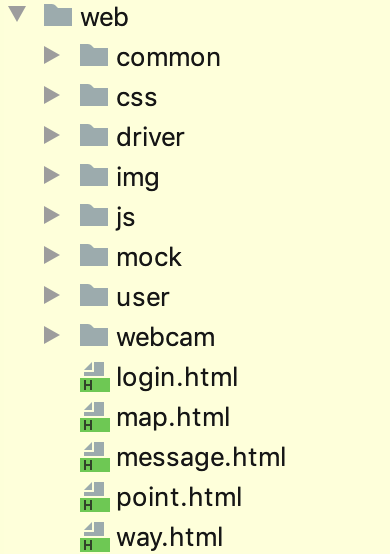 web
common
css
driver
img
js
mock
user
webcam
H login.html
H map.html
H message.html
H point.html
H way.html